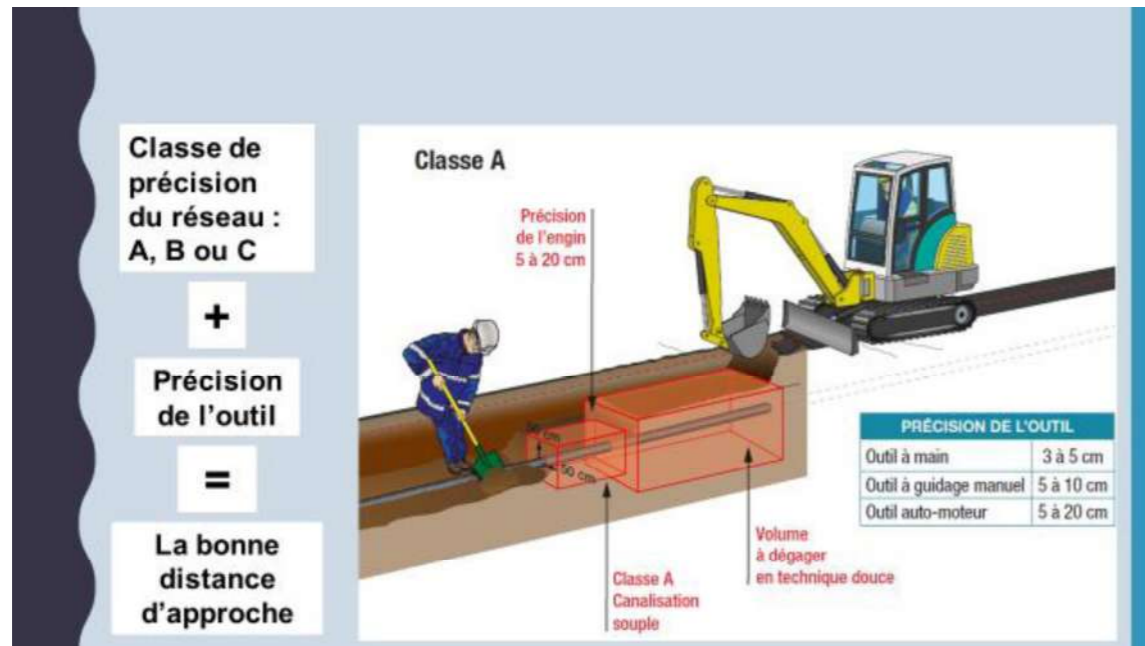 Classe de
précision
du réseau :
A, B ou C
+
Précision
de l'outil
=
La bonne
distance
d'approche
Classe A
Précision
de l'engin
5 à 20 cm
50 cm
50 cm
Classe A
Canalisation
souple
Volume
à dégager
en technique douce
PRÉCISION DE L'OUTIL
Outil à main 3 à 5 cm
Outil à guidage manuel 5 à 10 cm
Outil auto-moteur 5 à 20 cm